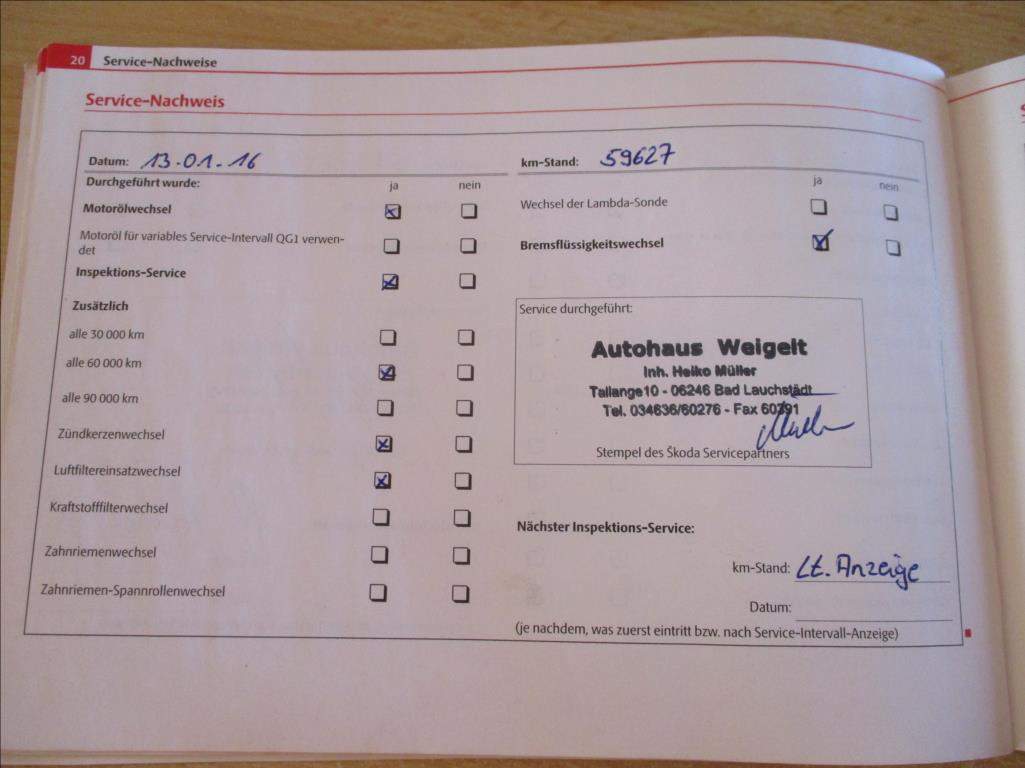 20 Service-Nachweise
Service-Nachweis
Datum: 13.01.16
km-Stand: 59627
Durchgeführt wurde: ja nein
Motorölwechsel
Motoröl für variables Service-Intervall QG1 verwen-
det
Inspektions-Service
Zusätzlich
alle 30 000 km
alle 60 000 km
alle 90 000 km
Zündkerzenwechsel
Luftfiltereinsatzwechsel
Kraftstofffilterwechsel
Zahnriemenwechsel
Zahnriemen-Spannrollenwechsel
ja nein
Wechsel der Lambda-Sonde
Bremsflüssigkeitswechsel
Service durchgeführt:
Autohaus Weigelt
Inh. Heiko Müller
Tallange 10 - 06246 Bad Lauchstädt
Tel. 034636/60276 - Fax 60391
Stempel des Škoda Servicepartners
Nächster Inspektions-Service:
km-Stand: Lt. Anzeige
Datum:
(je nachdem, was zuerst eintritt bzw. nach Service-Intervall-Anzeige)